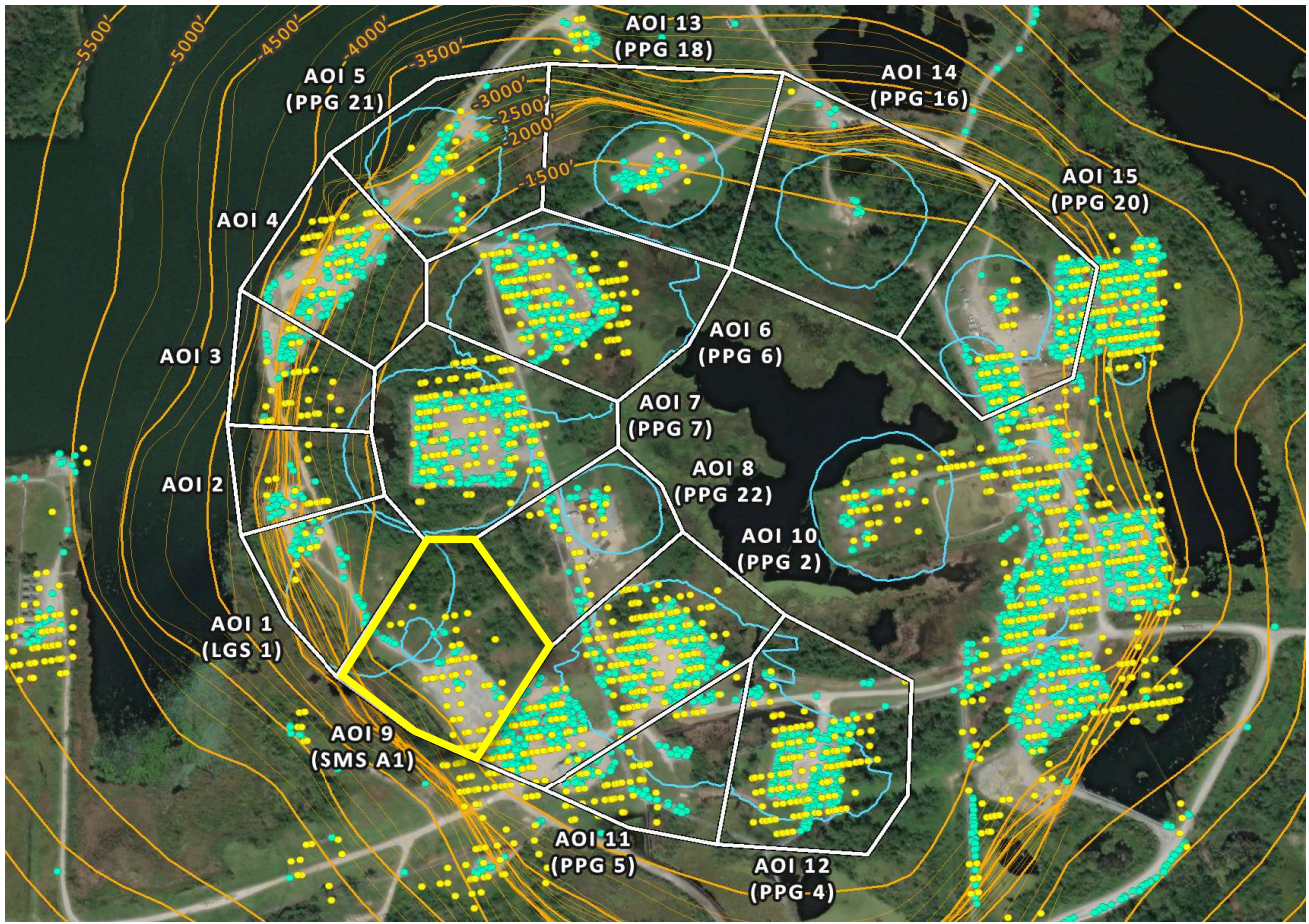 -5500'
-5000'
-4500'
-4000'
-3500'
-3000'
-2500'
-2000'
-1500'
AOI 13
(PPG 18)
AOI 5
(PPG 21)
AOI 14
(PPG 16)
AOI 15
(PPG 20)
AOI 4
AOI 3
AOI 6
(PPG 6)
AOI 7
(PPG 7)
AOI 2
AOI 8
(PPG 22)
AOI 10
(PPG 2)
AOI 1
(LGS 1)
AOI 9
(SMS A1)
AOI 11
(PPG 5)
AOI 12
(PPG 4)